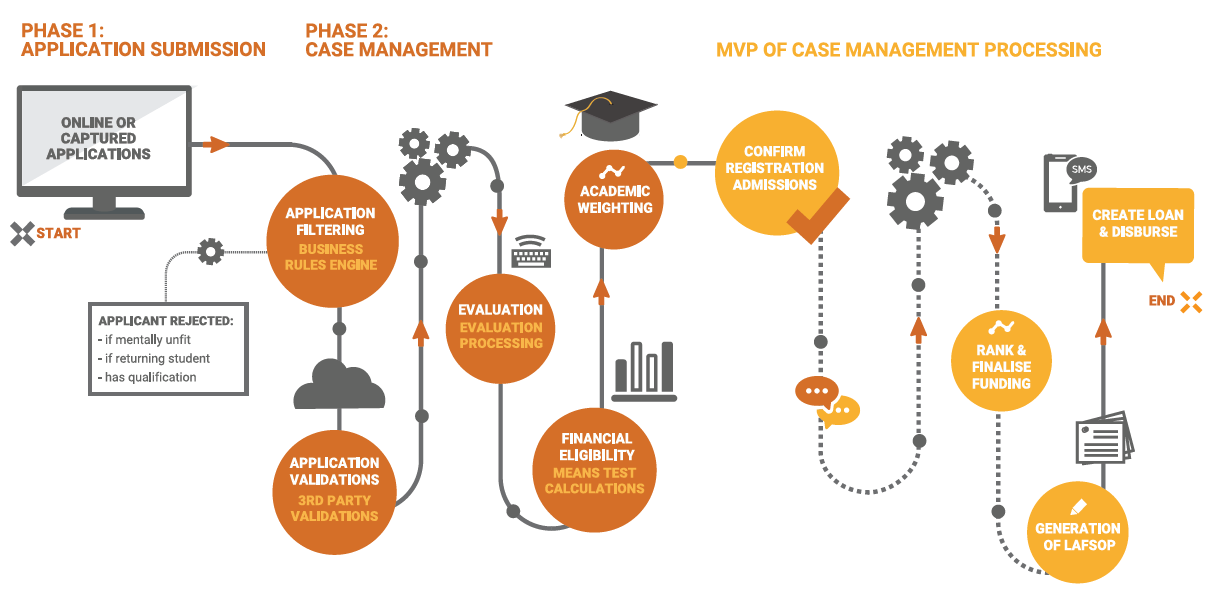 PHASE 1:
APPLICATION SUBMISSION
PHASE 2:
CASE MANAGEMENT
MVP OF CASE MANAGEMENT PROCESSING
ONLINE OR
CAPTURED
APPLICATIONS
START
APPLICATION
FILTERING
BUSINESS
RULES ENGINE
APPLICANT REJECTED:
- if mentally unfit
- if returning student
- has qualification
APPLICATION
VALIDATIONS
3RD PARTY
VALIDATIONS
EVALUATION
EVALUATION
PROCESSING
FINANCIAL
ELIGIBILITY
MEANS TEST
CALCULATIONS
ACADEMIC
WEIGHTING
CONFIRM
REGISTRATION
ADMISSIONS
RANK &
FINALISE
FUNDING
GENERATION
OF LAFSOP
SMS
CREATE LOAN
& DISBURSE
END